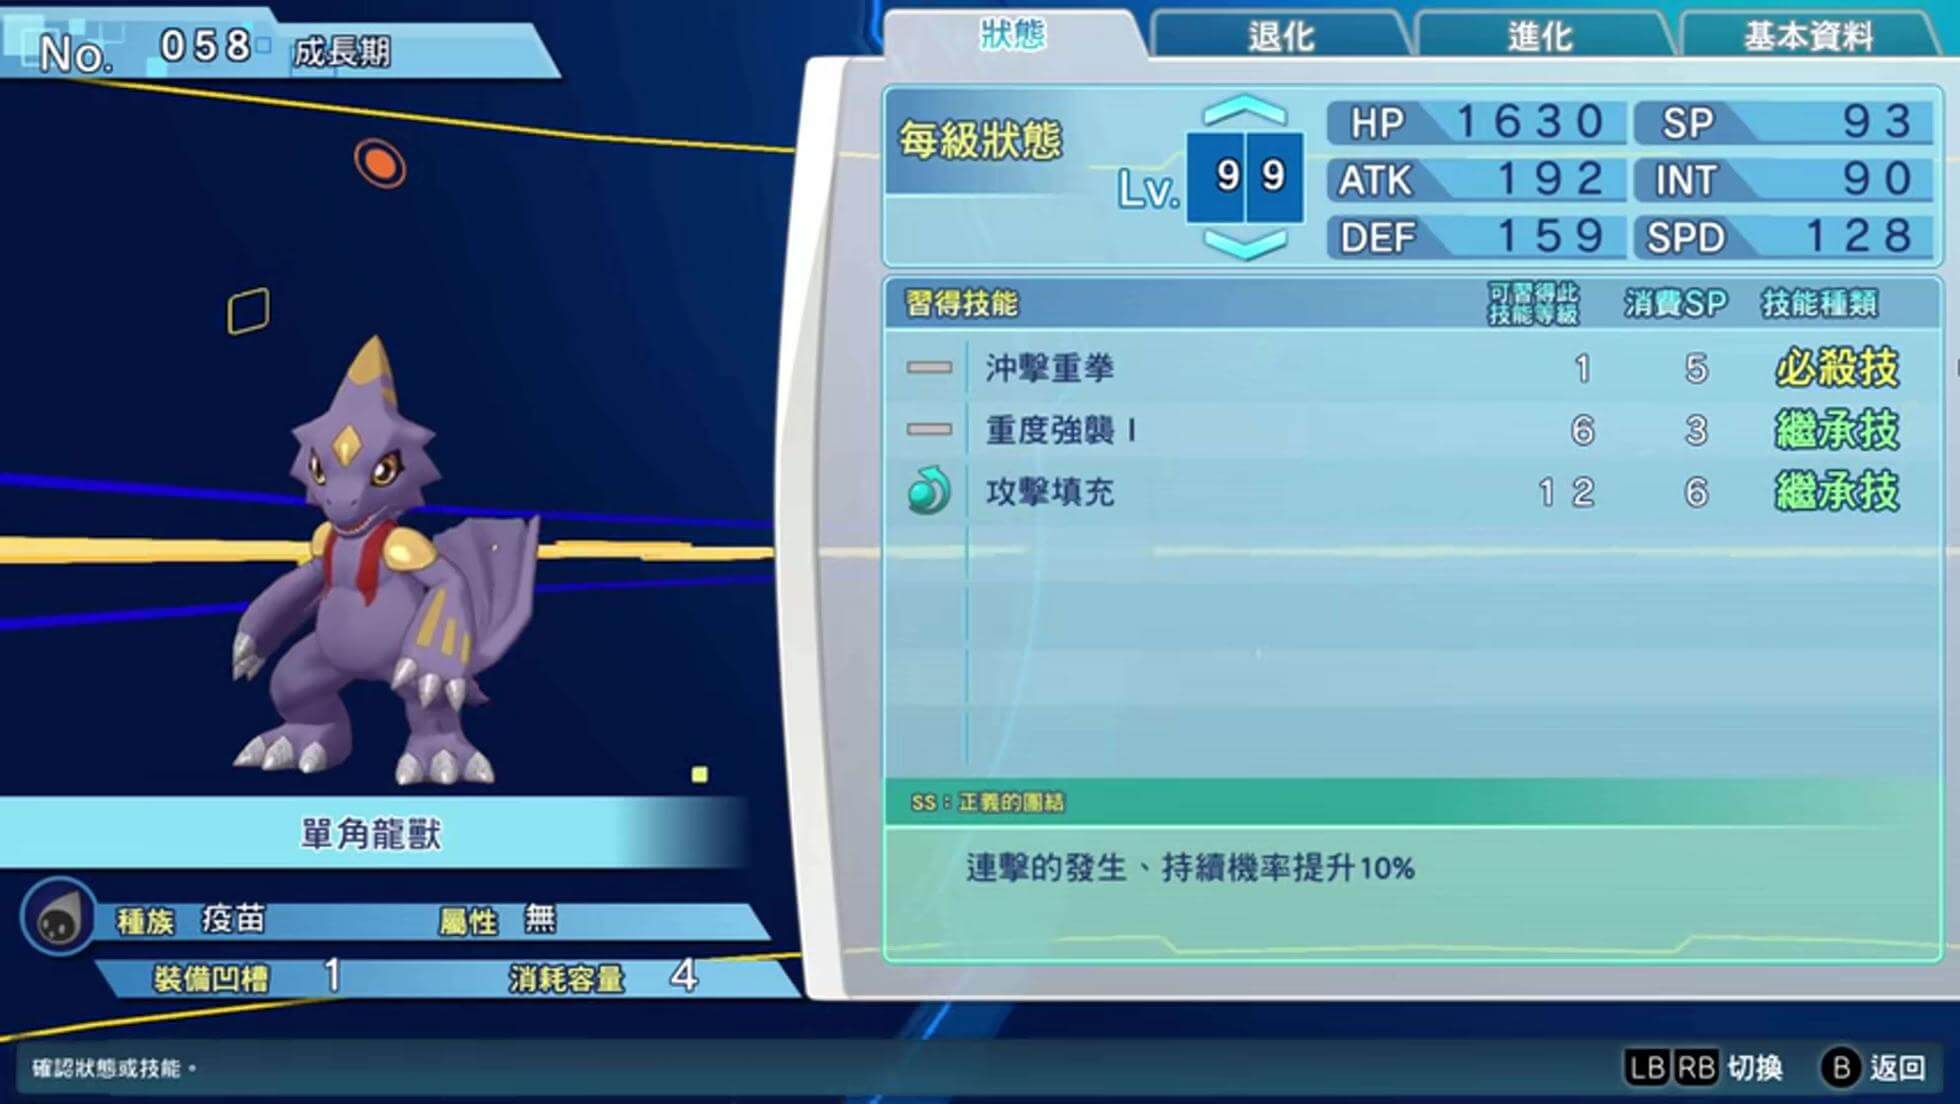 No. 058 成長期
狀態 退化 進化 基本資料
每級狀態 Lv. 99
HP 1630 SP 93
ATK 192 INT 90
DEF 159 SPD 128
習得技能 可習得此技能等級 消費SP 技能種類
沖擊重拳 1 5 必殺技
重度強襲 I 6 3 繼承技
攻擊填充 12 6 繼承技
SS：正義的團結
連擊的發生、持續機率提升10%
單角龍獸
種族 疫苗 屬性 無
裝備凹槽 1 消耗容量 4
確認狀態或技能。
LB RB 切換 B 返回